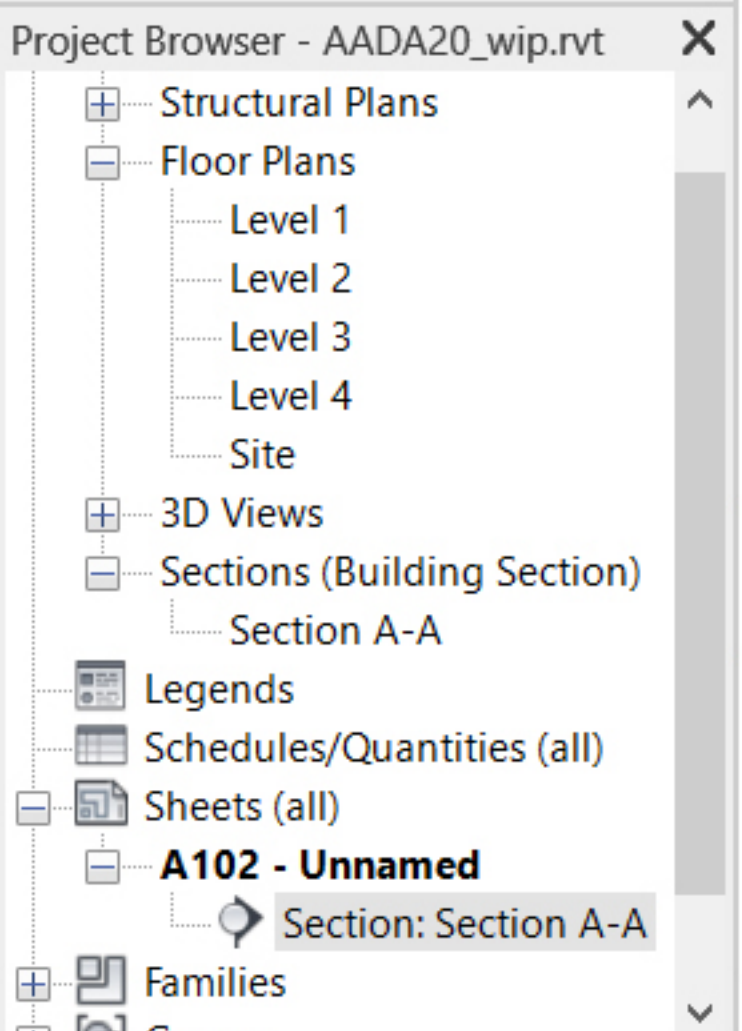 Project Browser - AADA20_wip.rvt
Structural Plans
Floor Plans
Level 1
Level 2
Level 3
Level 4
Site
3D Views
Sections (Building Section)
Section A-A
Legends
Schedules/Quantities (all)
Sheets (all)
A102 - Unnamed
Section: Section A-A
Families